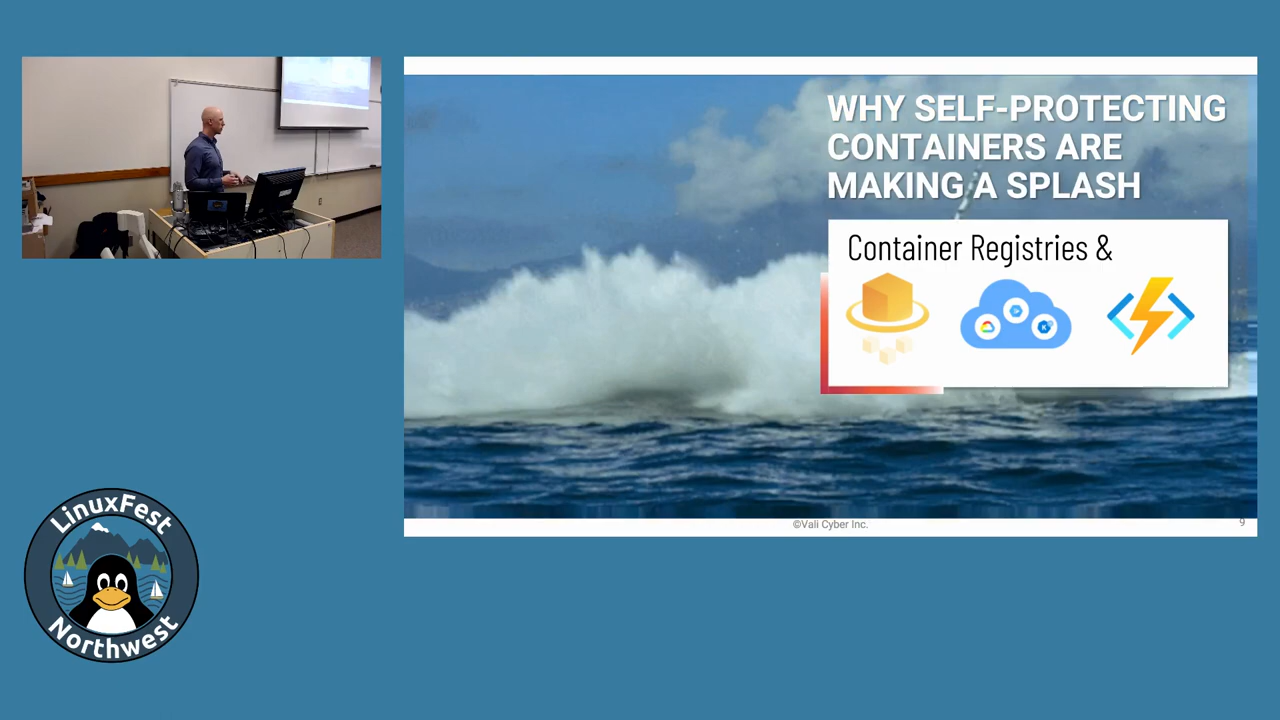 WHY SELF-PROTECTING
CONTAINERS ARE
MAKING A SPLASH
Container Registries &
©Vali Cyber Inc.
9
LinuxFest
Northwest